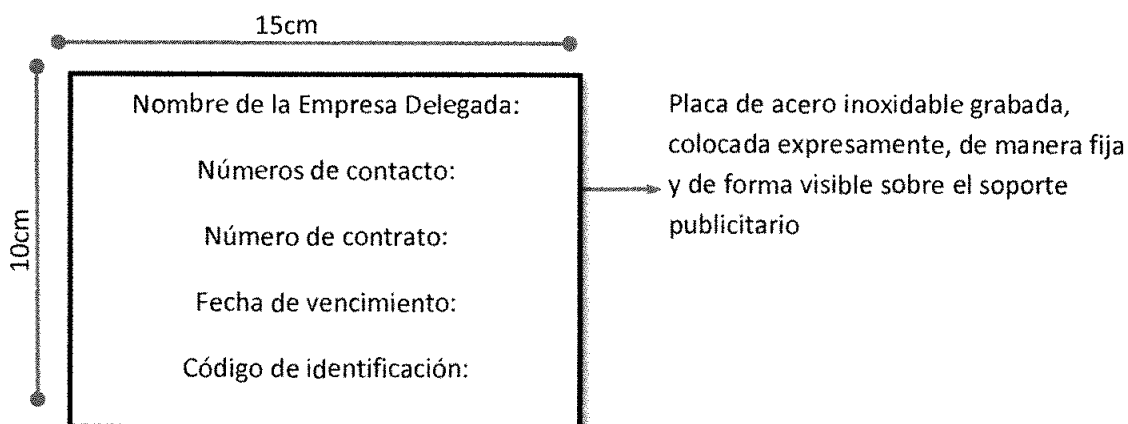 15cm
10cm
Nombre de la Empresa Delegada:
Números de contacto:
Número de contrato:
Fecha de vencimiento:
Código de identificación:
Placa de acero inoxidable grabada,
colocada expresamente, de manera fija
y de forma visible sobre el soporte
publicitario